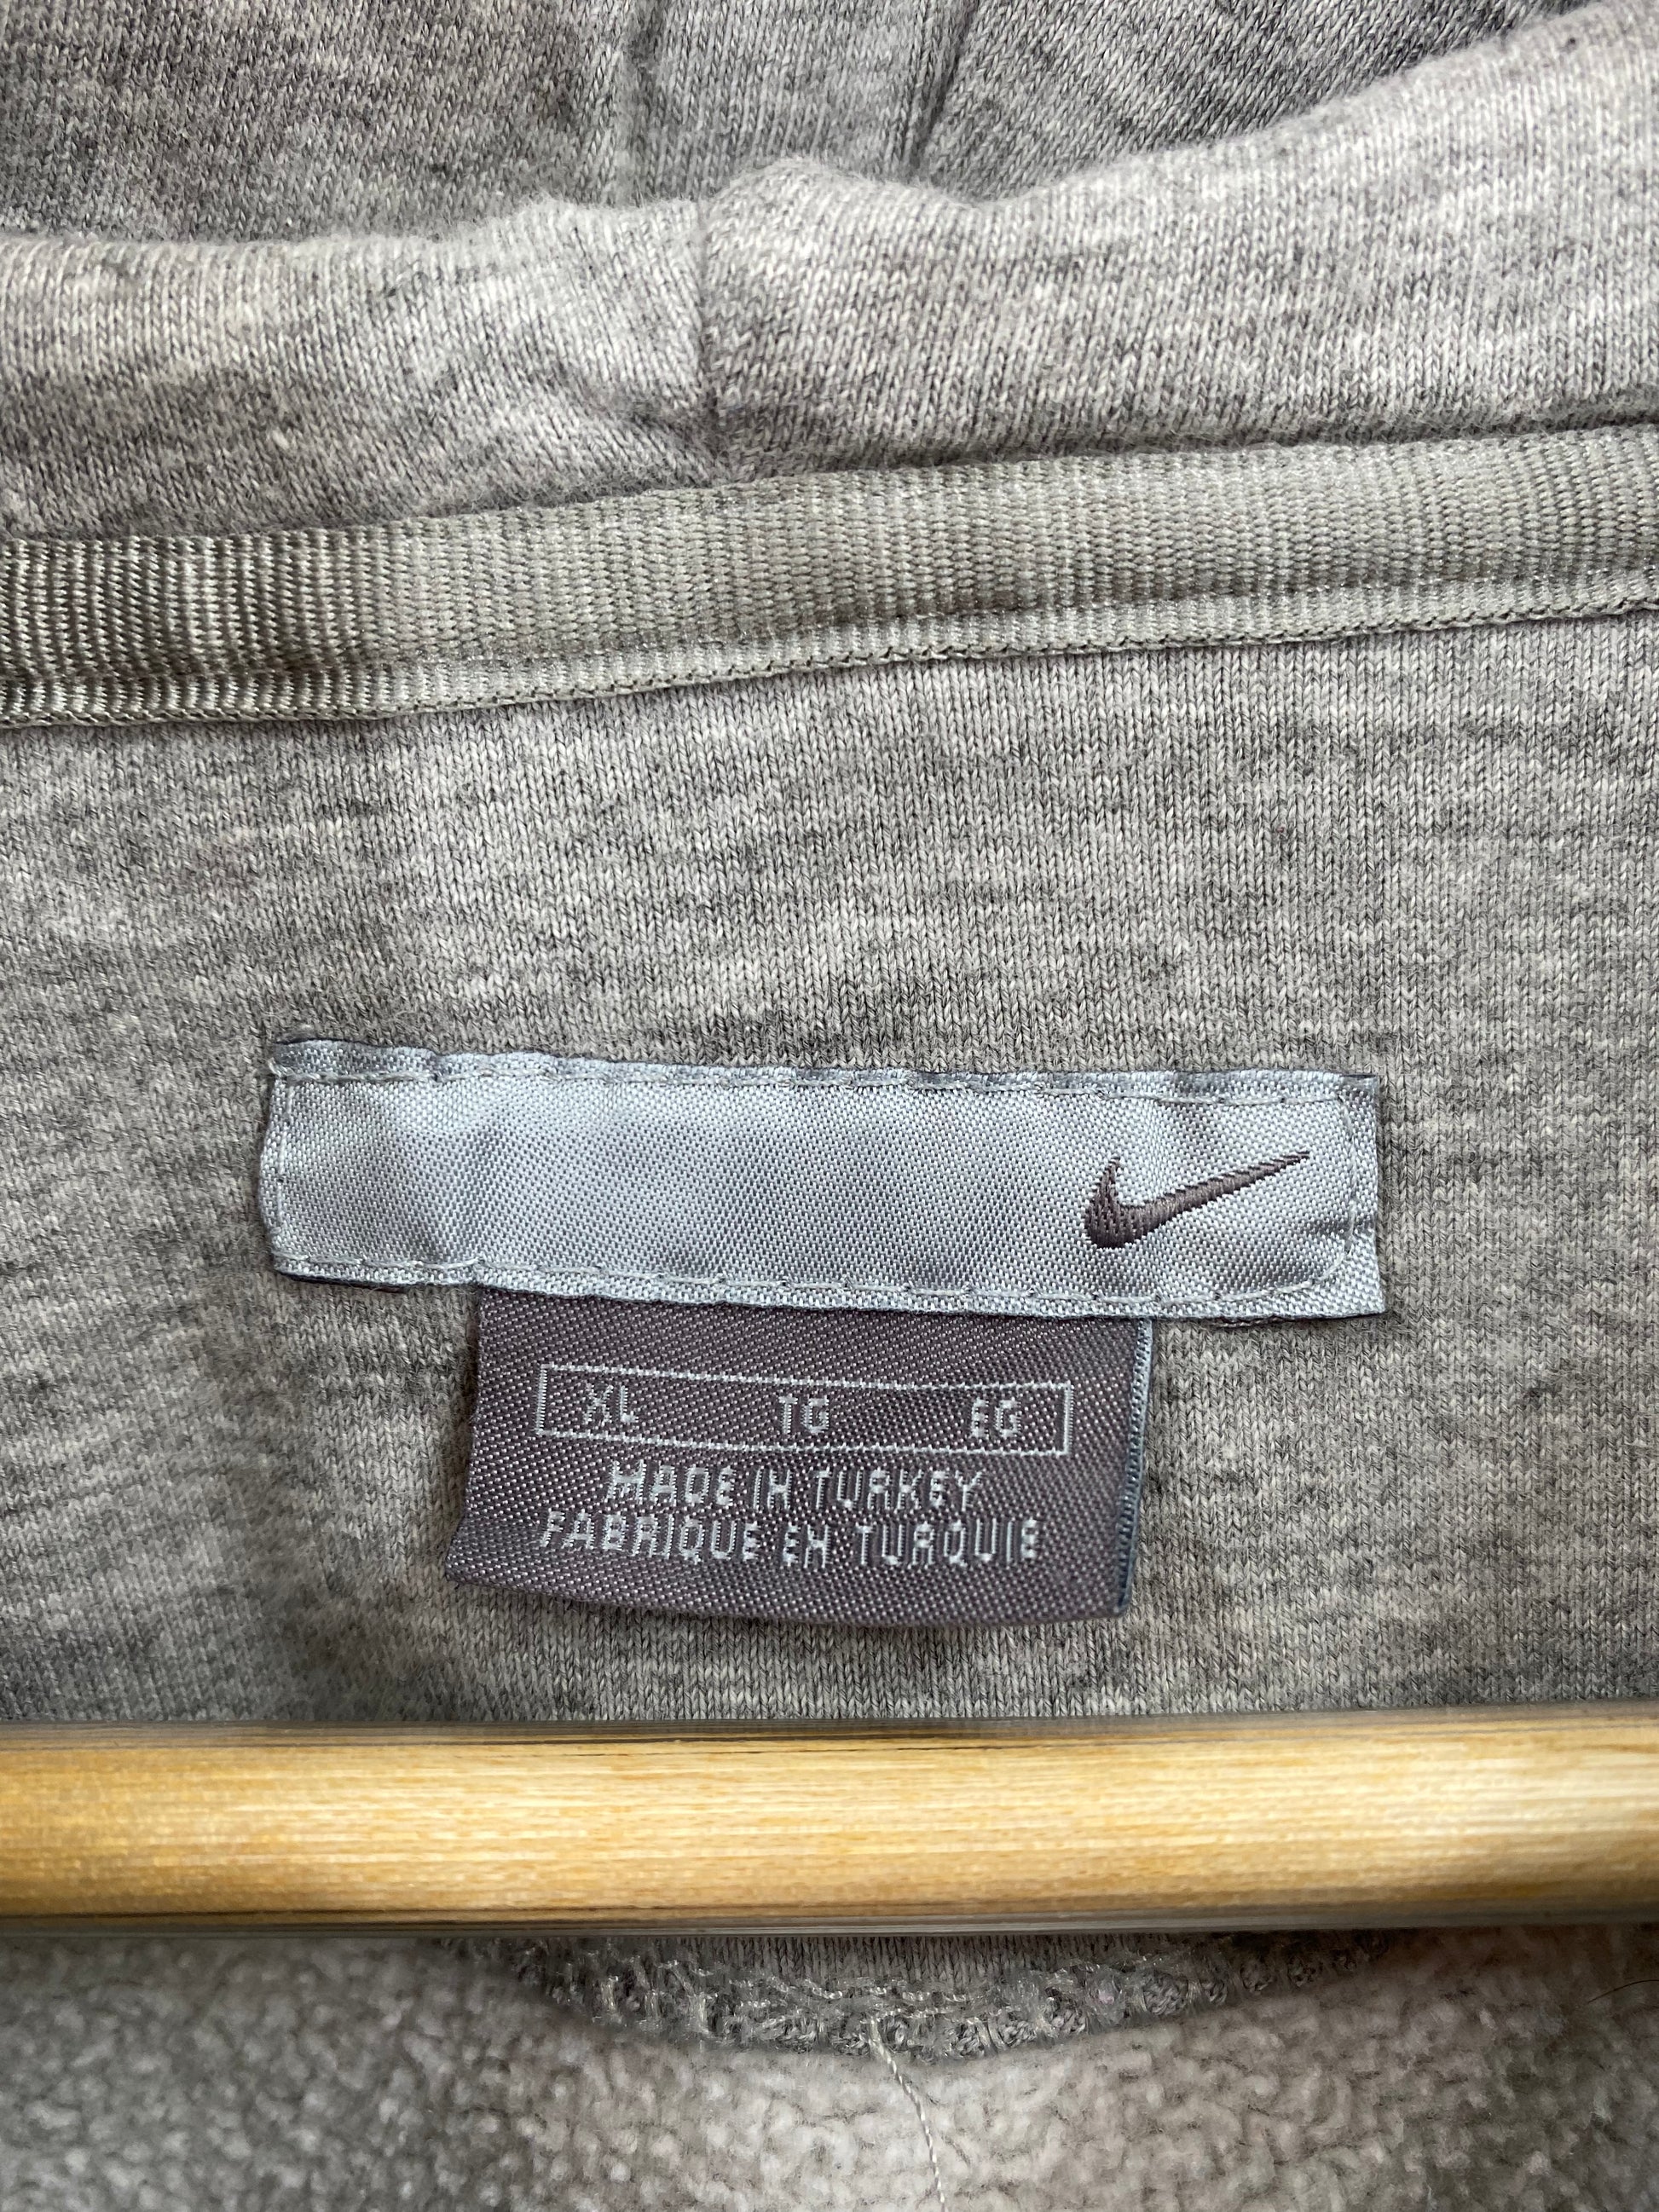 XL TG EG
MADE IN TURKEY
FABRIQUE EN TURQUIE